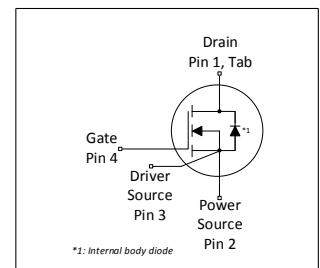 Drain
Pin 1, Tab
*1
Gate
Pin 4
Driver
Source
Pin 3
Power
Source
Pin 2
*1: Internal body diode